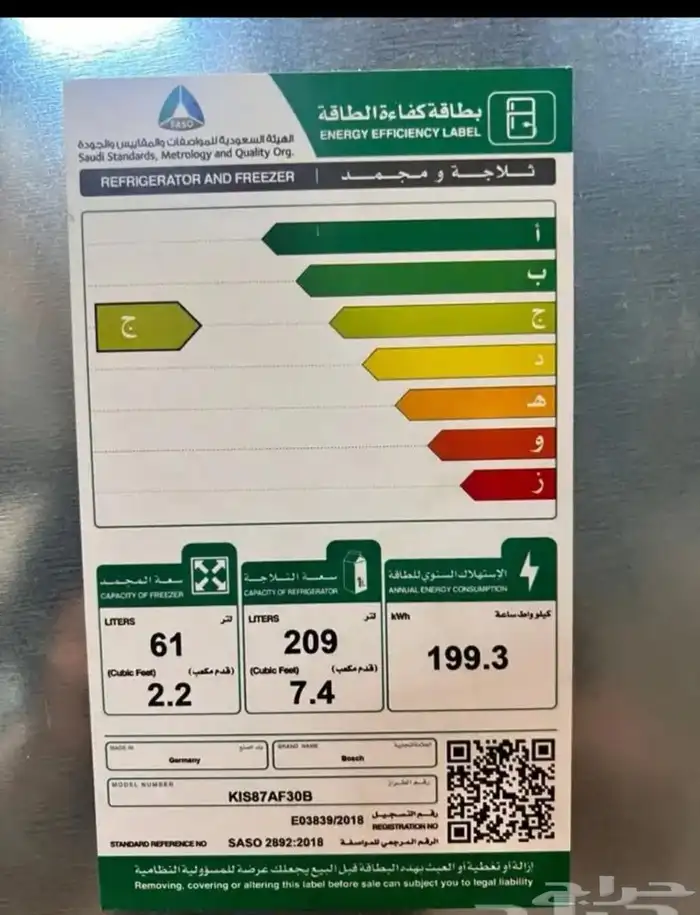 بطاقة كفاءة الطاقة
ENERGY EFFICIENCY LABEL
SASO
الهيئة السعودية للمواصفات والمقاييس والجودة
Saudi Standards, Metrology and Quality Org.
REFRIGERATOR AND FREEZER | ثلاجة و مجمد
أ
ب
ج
ج
د
هـ
و
ز
سعة المجمد
CAPACITY OF FREEZER
LITERS لتر
61
(Cubic Feet) (قدم مكعب)
2.2
سعة الثلاجة
CAPACITY OF REFRIGERATOR
1L
LITERS لتر
209
(Cubic Feet) (قدم مكعب)
7.4
الإستهلاك السنوي للطاقة
ANNUAL ENERGY CONSUMPTION
kWh كيلو واط ساعة
199.3
MADE IN بلد الصنع
Germany
BRAND NAME العلامة التجارية
Bosch
MODEL NUMBER رقم الطراز
KIS87AF30B
E03839/2018 رقم التسجيل
REGISTRATION NO
STANDARD REFERENCE NO SASO 2892:2018 الرقم المرجعي للمواصفة
إزالة أو تغطية أو العبث بهذه البطاقة قبل البيع يجعلك عرضة للمسؤولية النظامية
Removing, covering or altering this label before sale can subject you to legal liability
حراج